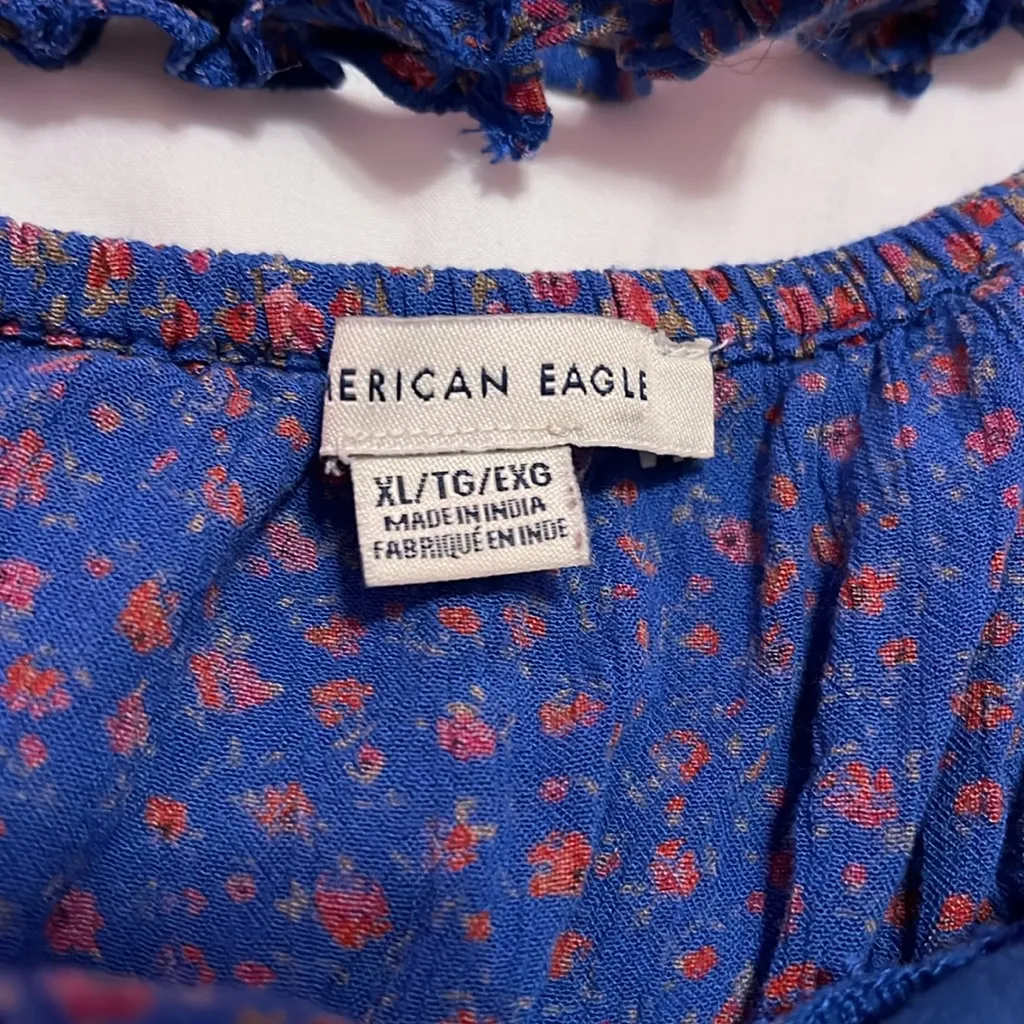 ERICAN EAGLE
XL/TG/EXG
MADE IN INDIA
FABRIQUÉ EN INDE